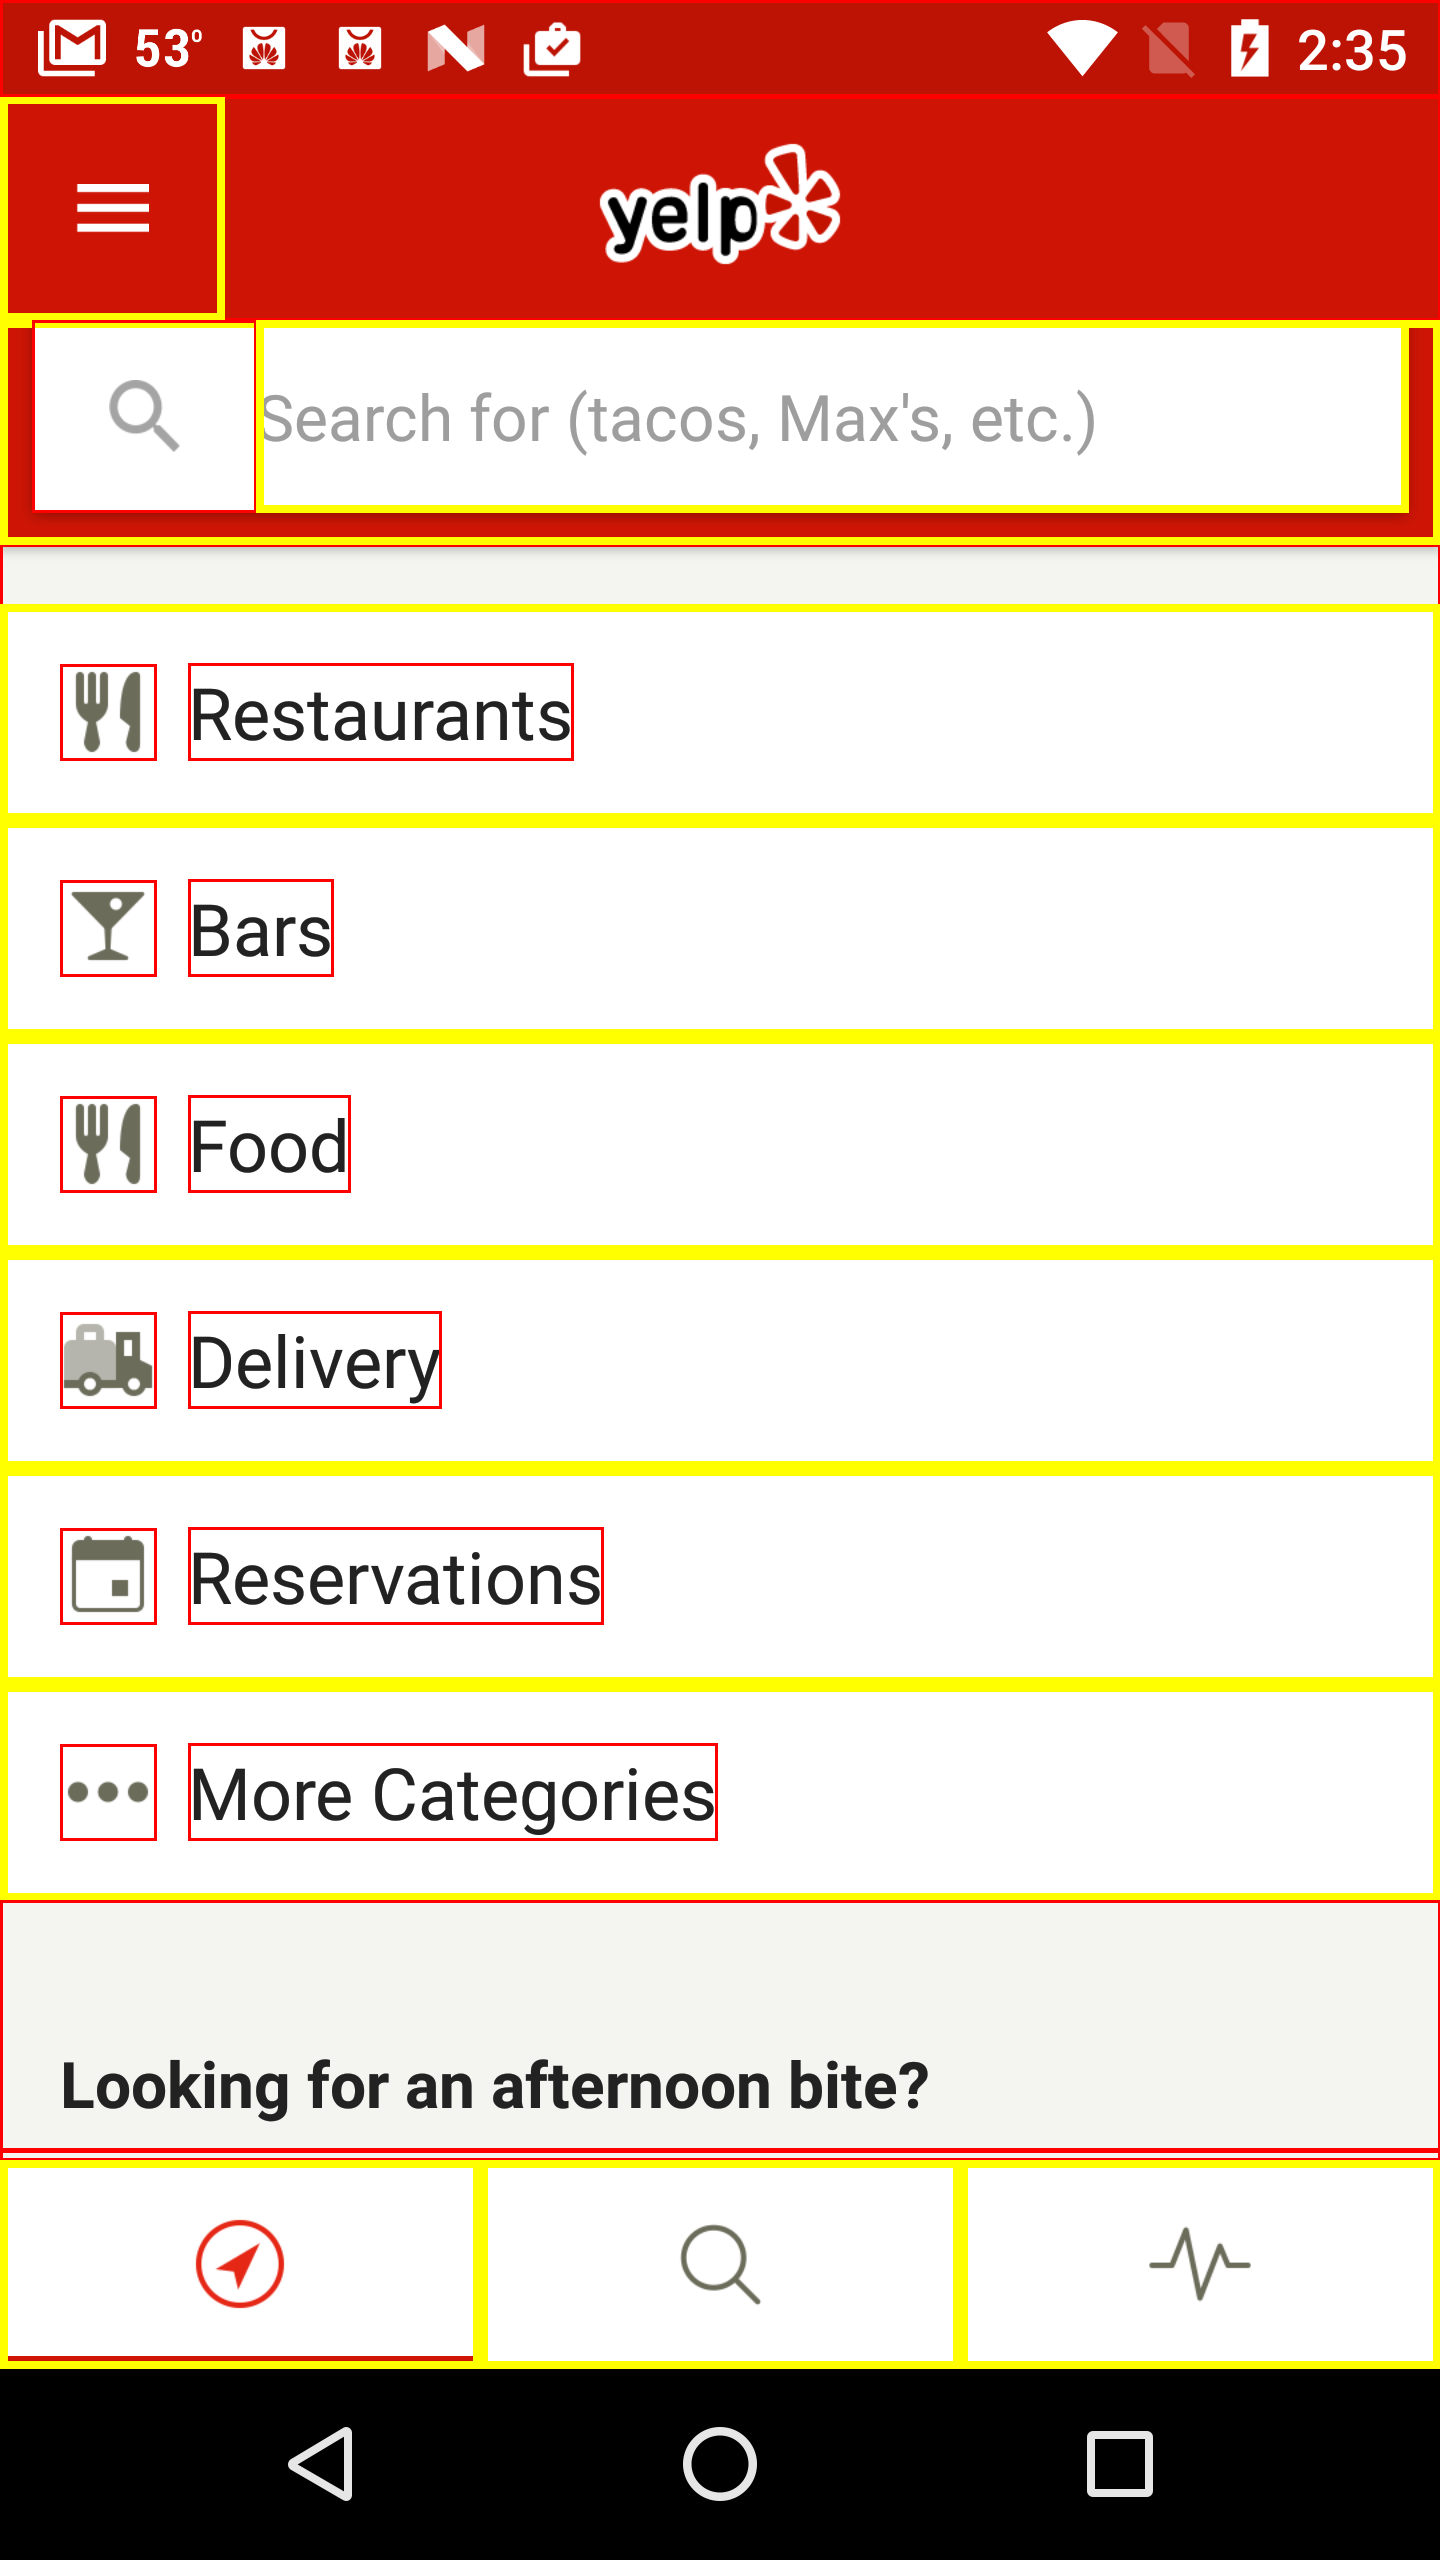 53° 2:35
yelp
Search for (tacos, Max's, etc.)
Restaurants
Bars
Food
Delivery
Reservations
More Categories
Looking for an afternoon bite?